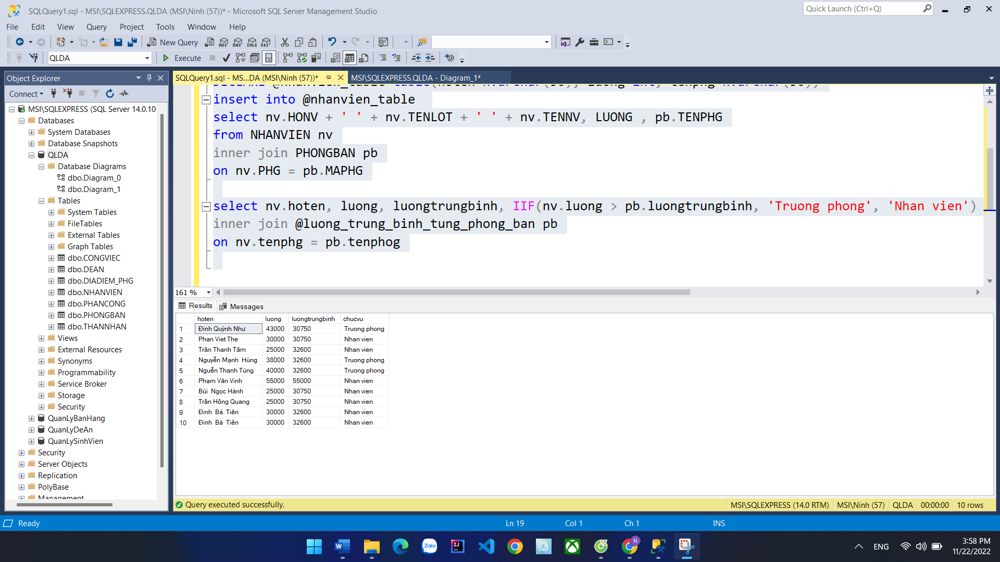 SQLQuery1.sql - MSI\SQLEXPRESS.QLDA (MSI\Ninh (57))* - Microsoft SQL Server Management Studio
Quick Launch (Ctrl+Q)
File Edit View Query Project Tools Window Help
New Query MDX DMX XMLA DAX
QLDA Execute
Object Explorer
Connect
MSI\SQLEXPRESS (SQL Server 14.0.10
Databases
System Databases
Database Snapshots
QLDA
Database Diagrams
dbo.Diagram_0
dbo.Diagram_1
Tables
System Tables
FileTables
External Tables
Graph Tables
dbo.CONGVIEC
dbo.DEAN
dbo.DIADIEM_PHG
dbo.NHANVIEN
dbo.PHANCONG
dbo.PHONGBAN
dbo.THANNHAN
Views
External Resources
Synonyms
Programmability
Service Broker
Storage
Security
QuanLyBanHang
QuanLyDeAn
QuanLySinhVien
Security
Server Objects
Replication
PolyBase
Management
SQLQuery1.sql - MS...DA (MSI\Ninh (57))* MSI\SQLEXPRESS.QLDA - Diagram_1*
insert into @nhanvien_table
select nv.HONV + ' ' + nv.TENLOT + ' ' + nv.TENNV, LUONG , pb.TENPHG
from NHANVIEN nv
inner join PHONGBAN pb
on nv.PHG = pb.MAPHG
select nv.hoten, luong, luongtrungbinh, IIF(nv.luong > pb.luongtrungbinh, 'Truong phong', 'Nhan vien')
inner join @luong_trung_binh_tung_phong_ban pb
on nv.tenphg = pb.tenphog
161 %
Results Messages
hoten luong luongtrungbinh chucvu
1 Đinh Quỳnh Như 43000 30750 Truong phong
2 Phan Viet The 30000 30750 Nhan vien
3 Trần Thanh Tâm 25000 32600 Nhan vien
4 Nguyễn Mạnh Hùng 38000 32600 Truong phong
5 Nguễn Thanh Tùng 40000 32600 Truong phong
6 Phạm Văn Vinh 55000 55000 Nhan vien
7 Bùi Ngọc Hành 25000 30750 Nhan vien
8 Trần Hồng Quang 25000 30750 Nhan vien
9 Đinh Bá Tiên 30000 32600 Nhan vien
10 Đinh Bá Tiên 30000 32600 Nhan vien
Query executed successfully. MSI\SQLEXPRESS (14.0 RTM) MSI\Ninh (57) QLDA 00:00:00 10 rows
Ready Ln 19 Col 1 Ch 1 INS
Zalo
ENG
3:58 PM
11/22/2022